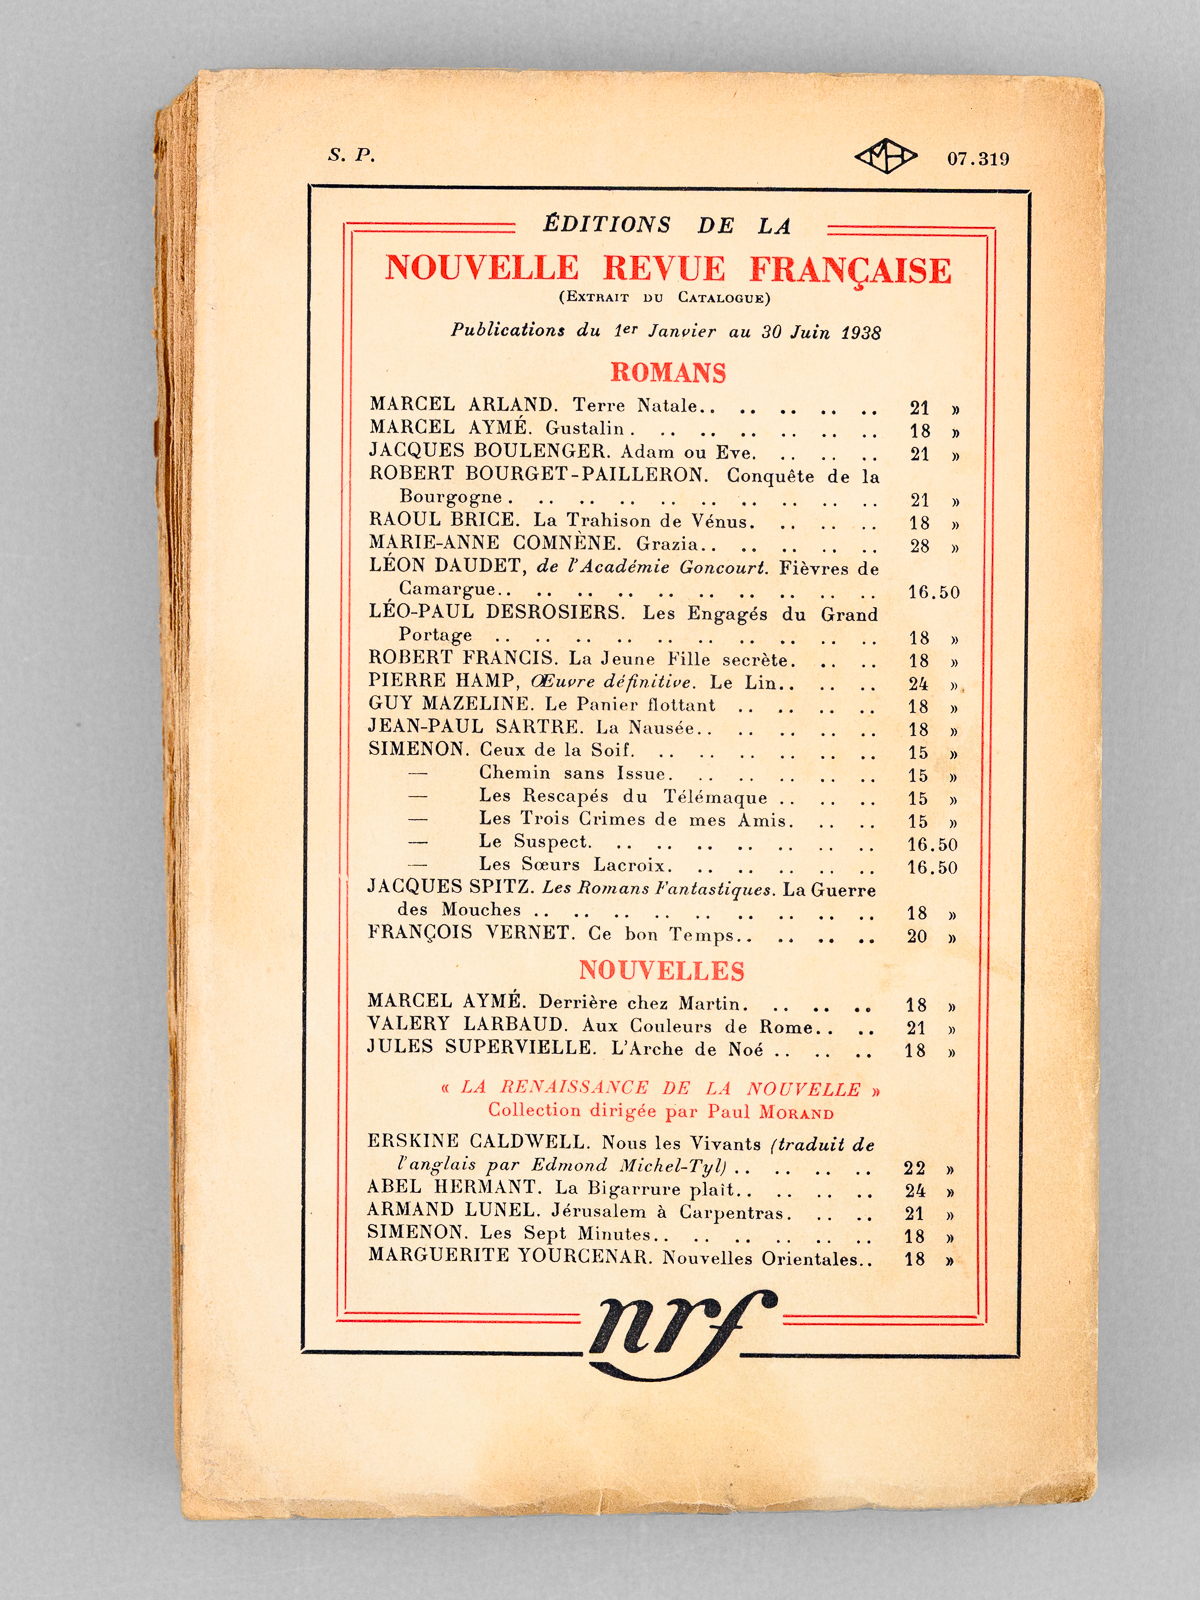 S. P. MH 07.319
ÉDITIONS DE LA
NOUVELLE REVUE FRANÇAISE
(Extrait du Catalogue)
Publications du 1er Janvier au 30 Juin 1938
ROMANS
MARCEL ARLAND. Terre Natale.. .. .. .. .. 21 »
MARCEL AYMÉ. Gustalin . .. .. .. .. .. .. 18 »
JACQUES BOULENGER. Adam ou Eve. .. .. .. 21 »
ROBERT BOURGET-PAILLERON. Conquête de la
Bourgogne . .. .. .. .. .. .. .. .. .. 21 »
RAOUL BRICE. La Trahison de Vénus. .. .. .. 18 »
MARIE-ANNE COMNÈNE. Grazia.. .. .. .. .. 28 »
LÉON DAUDET, de l'Académie Goncourt. Fièvres de
Camargue.. .. .. .. .. .. .. .. .. .. 16.50
LÉO-PAUL DESROSIERS. Les Engagés du Grand
Portage .. .. .. .. .. .. .. .. .. .. 18 »
ROBERT FRANCIS. La Jeune Fille secrète. .. .. 18 »
PIERRE HAMP, Œuvre définitive. Le Lin.. .. .. 24 »
GUY MAZELINE. Le Panier flottant .. .. .. .. 18 »
JEAN-PAUL SARTRE. La Nausée.. .. .. .. .. 18 »
SIMENON. Ceux de la Soif. .. .. .. .. .. .. 15 »
— Chemin sans Issue. .. .. .. .. .. 15 »
— Les Rescapés du Télémaque .. .. .. 15 »
— Les Trois Crimes de mes Amis. .. .. 15 »
— Le Suspect. .. .. .. .. .. .. .. 16.50
— Les Sœurs Lacroix. .. .. .. .. .. 16.50
JACQUES SPITZ. Les Romans Fantastiques. La Guerre
des Mouches .. .. .. .. .. .. .. .. .. 18 »
FRANÇOIS VERNET. Ce bon Temps.. .. .. .. 20 »
NOUVELLES
MARCEL AYMÉ. Derrière chez Martin. .. .. .. 18 »
VALERY LARBAUD. Aux Couleurs de Rome.. .. 21 »
JULES SUPERVIELLE. L'Arche de Noé .. .. .. 18 »
« LA RENAISSANCE DE LA NOUVELLE »
Collection dirigée par Paul Morand
ERSKINE CALDWELL. Nous les Vivants (traduit de
l'anglais par Edmond Michel-Tyl) .. .. .. .. 22 »
ABEL HERMANT. La Bigarrure plait.. .. .. .. 24 »
ARMAND LUNEL. Jérusalem à Carpentras. .. .. 21 »
SIMENON. Les Sept Minutes.. .. .. .. .. .. 18 »
MARGUERITE YOURCENAR. Nouvelles Orientales.. 18 »
nrf